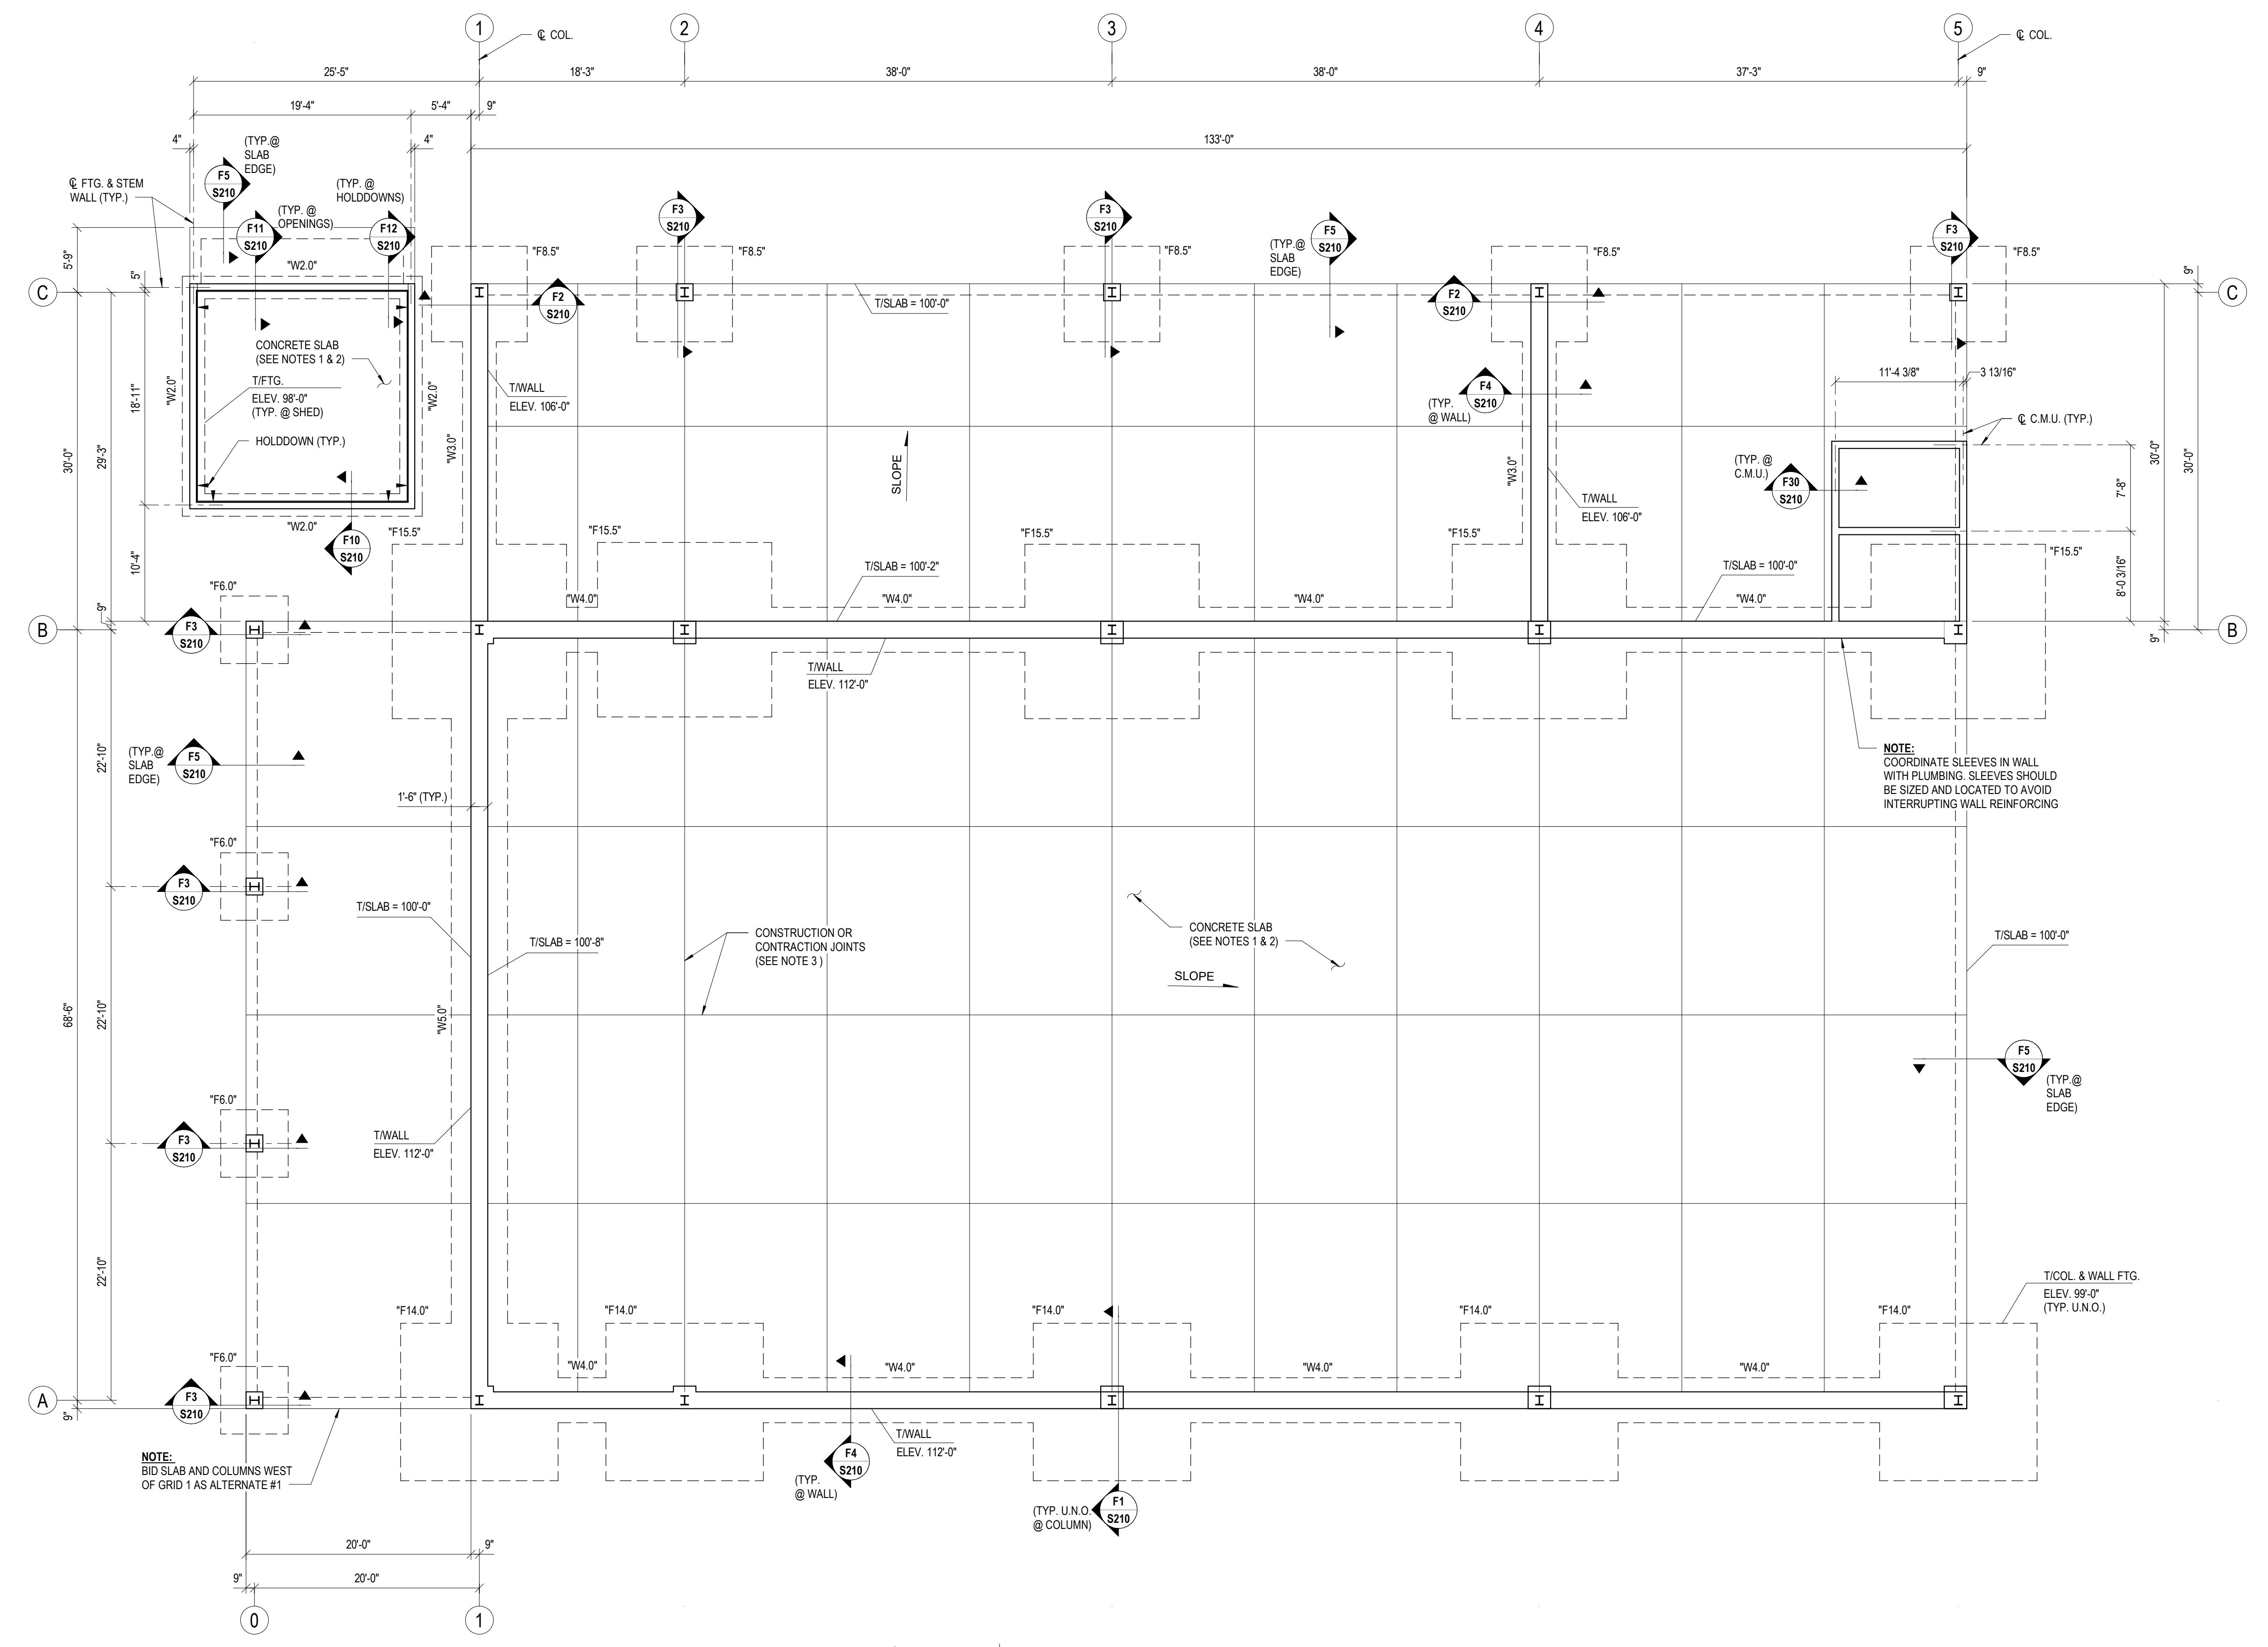 1
2
3
4
5
℄ COL.
℄ COL.
25'-5"
18'-3"
38'-0"
38'-0"
37'-3"
9"
19'-4"
5'-4"
9"
4"
4"
133'-0"
℄ FTG. & STEM
WALL (TYP.)
F5
S210
(TYP.@
SLAB
EDGE)
F11
S210
(TYP. @
OPENINGS)
F12
S210
(TYP. @
HOLDDOWNS)
F3
S210
F3
S210
F5
S210
(TYP.@
SLAB
EDGE)
F3
S210
"F8.5"
"F8.5"
"F8.5"
"F8.5"
"F8.5"
5'-9"
5"
9"
"W2.0"
C
C
F2
S210
F2
S210
T/SLAB = 100'-0"
CONCRETE SLAB
(SEE NOTES 1 & 2)
T/FTG.
ELEV. 98'-0"
(TYP. @ SHED)
HOLDDOWN (TYP.)
"W2.0"
"W2.0"
"W2.0"
18'-11"
29'-3"
30'-0"
10'-4"
9"
T/WALL
ELEV. 106'-0"
"W3.0"
SLOPE
F4
S210
(TYP.
@ WALL)
"W3.0"
T/WALL
ELEV. 106'-0"
11'-4 3/8"
3 13/16"
℄ C.M.U. (TYP.)
(TYP. @
C.M.U.)
F30
S210
7'-8"
8'-0 3/16"
30'-0"
30'-0"
9"
F10
S210
"F15.5"
"F15.5"
"F15.5"
"F15.5"
"F15.5"
T/SLAB = 100'-2"
T/SLAB = 100'-0"
"F6.0"
"W4.0"
"W4.0"
"W4.0"
"W4.0"
B
B
F3
S210
T/WALL
ELEV. 112'-0"
NOTE:
COORDINATE SLEEVES IN WALL
WITH PLUMBING. SLEEVES SHOULD
BE SIZED AND LOCATED TO AVOID
INTERRUPTING WALL REINFORCING
22'-10"
(TYP.@
SLAB
EDGE)
F5
S210
1'-6" (TYP.)
"F6.0"
F3
S210
T/SLAB = 100'-0"
T/SLAB = 100'-8"
CONSTRUCTION OR
CONTRACTION JOINTS
(SEE NOTE 3 )
CONCRETE SLAB
(SEE NOTES 1 & 2)
SLOPE
T/SLAB = 100'-0"
68'-6"
22'-10"
"W5.0"
F5
S210
(TYP.@
SLAB
EDGE)
"F6.0"
F3
S210
T/WALL
ELEV. 112'-0"
22'-10"
T/COL. & WALL FTG.
ELEV. 99'-0"
(TYP. U.N.O.)
"F14.0"
"F14.0"
"F14.0"
"F14.0"
"F14.0"
"F6.0"
"W4.0"
"W4.0"
"W4.0"
"W4.0"
A
F3
S210
9"
NOTE:
BID SLAB AND COLUMNS WEST
OF GRID 1 AS ALTERNATE #1
T/WALL
ELEV. 112'-0"
F4
S210
(TYP.
@ WALL)
F1
S210
(TYP. U.N.O.
@ COLUMN)
20'-0"
9"
9"
20'-0"
0
1